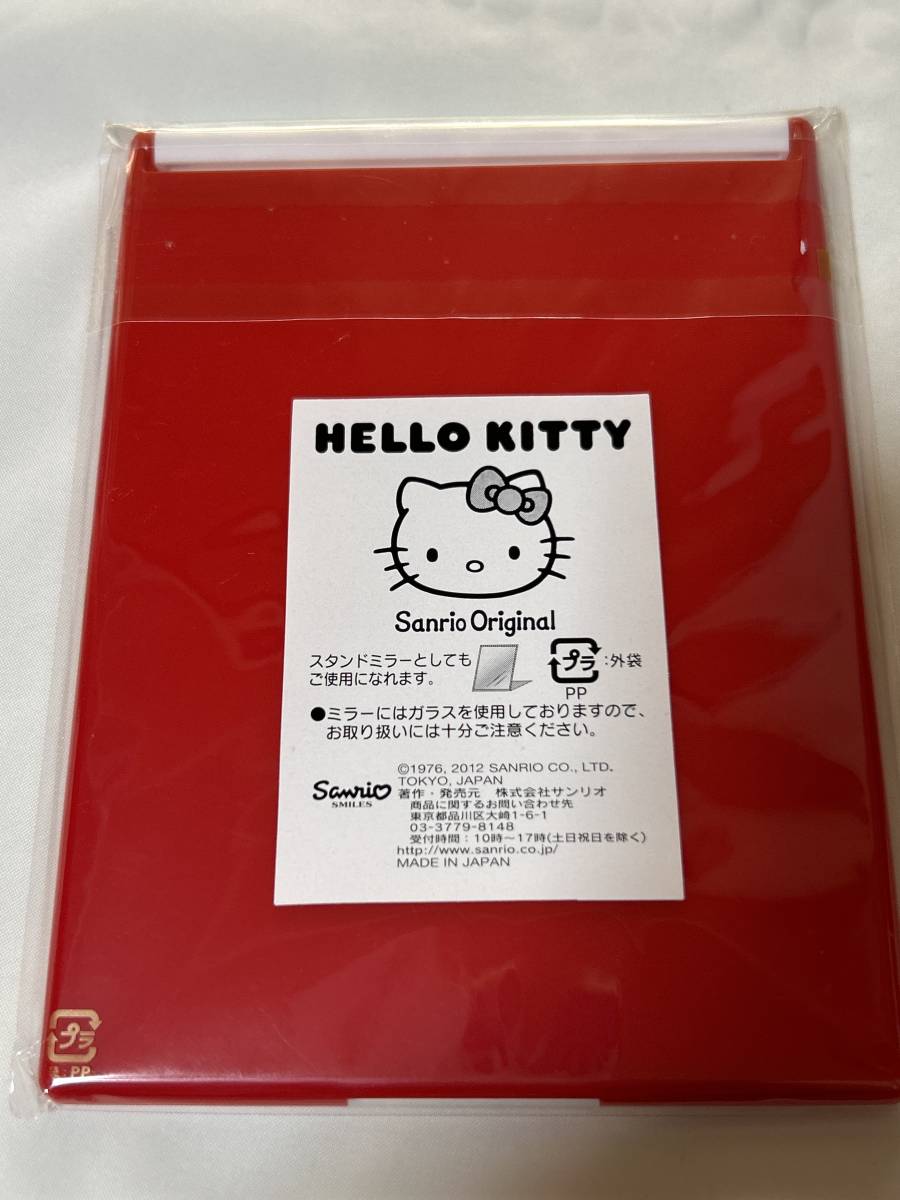 HELLO KITTY
Sanrio Original
スタンドミラーとしても
ご使用になれます。
プラ :外袋
PP
●ミラーにはガラスを使用しておりますので、
お取り扱いには十分ご注意ください。
©1976, 2012 SANRIO CO., LTD.
TOKYO, JAPAN
Sanrio
SMILES
著作・発売元 株式会社サンリオ
商品に関するお問い合わせ先
東京都品川区大崎1-6-1
03-3779-8148
受付時間：10時～17時(土日祝日を除く)
http://www.sanrio.co.jp/
MADE IN JAPAN
プラ
: PP